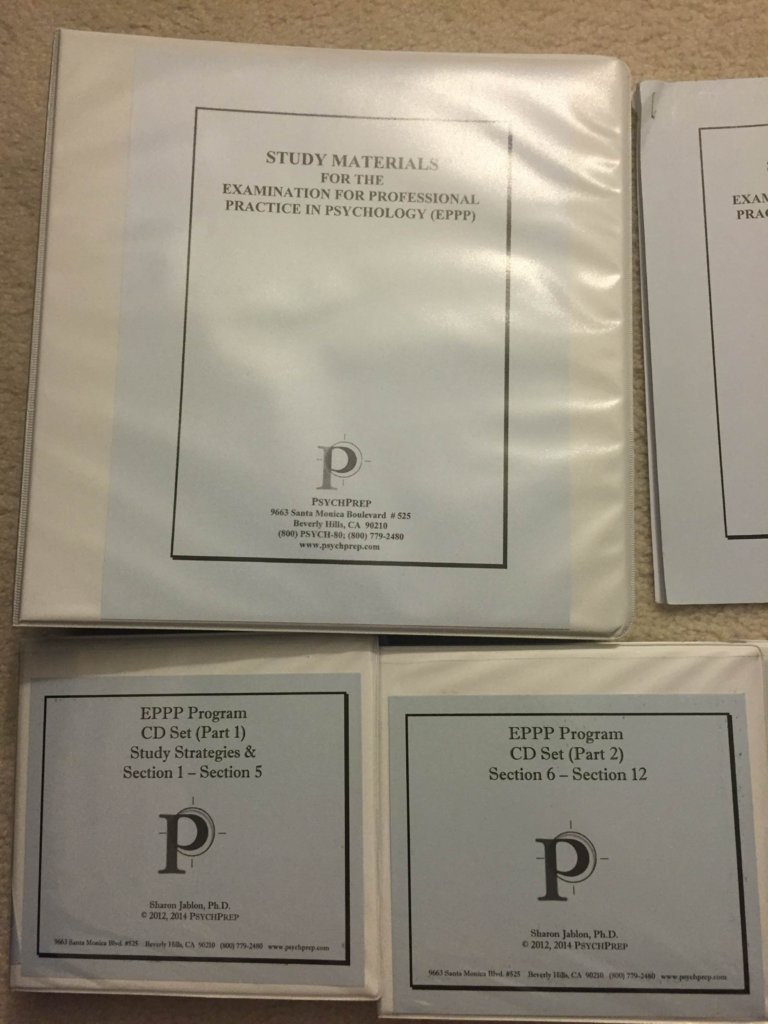 STUDY MATERIALS
FOR THE
EXAMINATION FOR PROFESSIONAL
PRACTICE IN PSYCHOLOGY (EPPP)
P
PSYCHPREP
9663 Santa Monica Boulevard # 525
Beverly Hills, CA 90210
(800) PSYCH-80; (800) 779-2480
www.psychprep.com
EXAM
PRAC
EPPP Program
CD Set (Part 1)
Study Strategies &
Section 1 – Section 5
P
Sharon Jablon, Ph.D.
© 2012, 2014 PSYCHPREP
9663 Santa Monica Blvd. #525 Beverly Hills, CA 90210 (800) 779-2480 www.psychprep.com
EPPP Program
CD Set (Part 2)
Section 6 – Section 12
P
Sharon Jablon, Ph.D.
© 2012, 2014 PSYCHPREP
9663 Santa Monica Blvd. #525 Beverly Hills, CA 90210 (800) 779-2480 www.psychprep.com